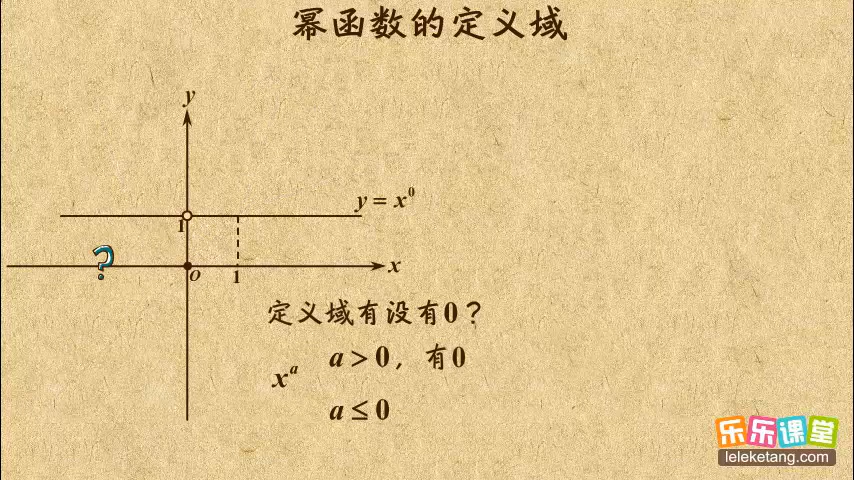 幂函数的定义域
y
y = x⁰
1
?
x
O
1
定义域有没有0？
a > 0，有0
xᵃ
a ≤ 0
乐乐课堂
leleketang.com